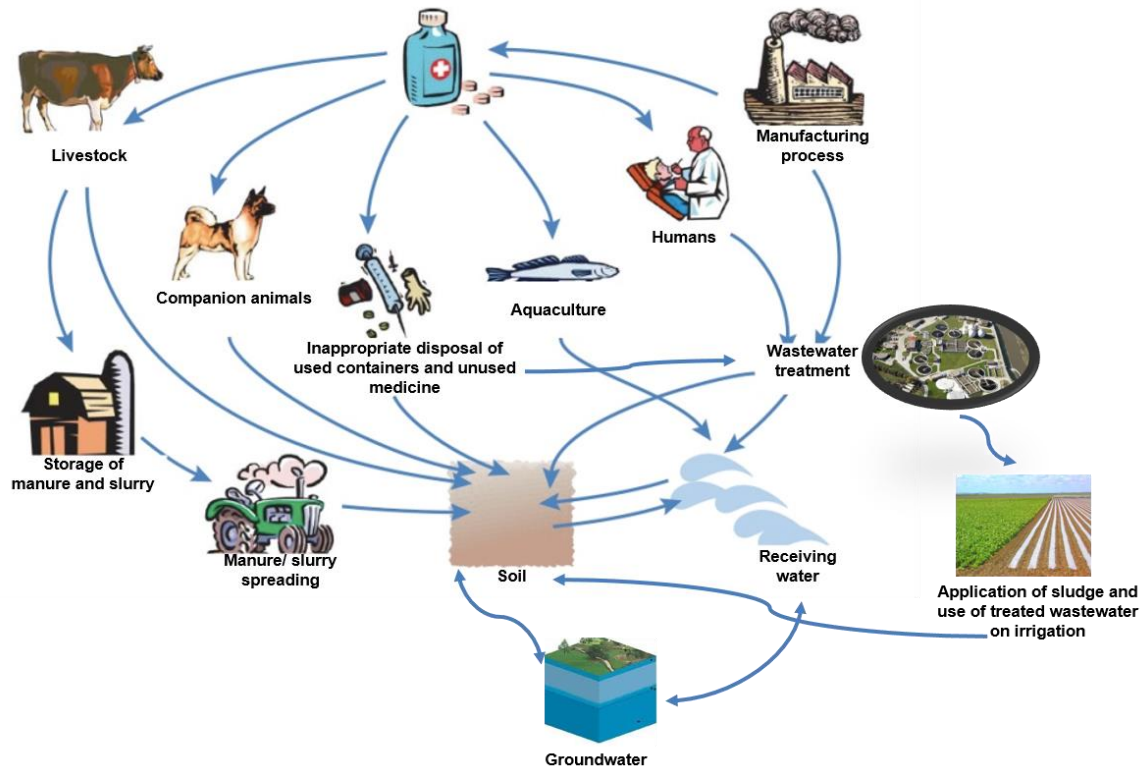 Livestock
Manufacturing
process
Humans
Companion animals
Aquaculture
Inappropriate disposal of
used containers and unused
medicine
Wastewater
treatment
Storage of
manure and slurry
Manure/ slurry
spreading
Soil
Receiving
water
Application of sludge and
use of treated wastewater
on irrigation
Groundwater